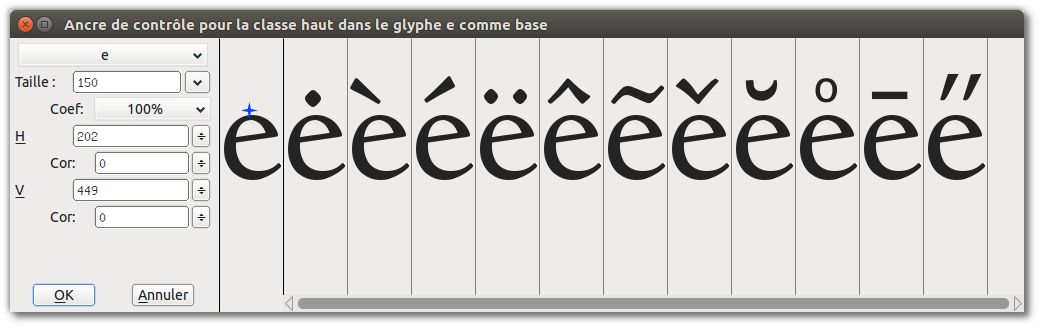 Ancre de contrôle pour la classe haut dans le glyphe e comme base
e
Taille : 150
Coef: 100%
H 202
Cor: 0
V 449
Cor: 0
OK Annuler
e ė è é ë ê ẽ ě ĕ e̊ ē e̋